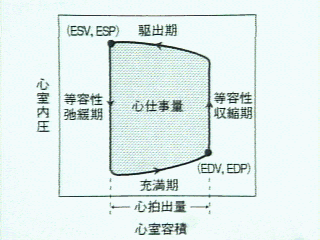 (ESV, ESP)
駆出期
心室内圧
等容性
弛緩期
心仕事量
等容性
収縮期
(EDV, EDP)
充満期
心拍出量
心室容積